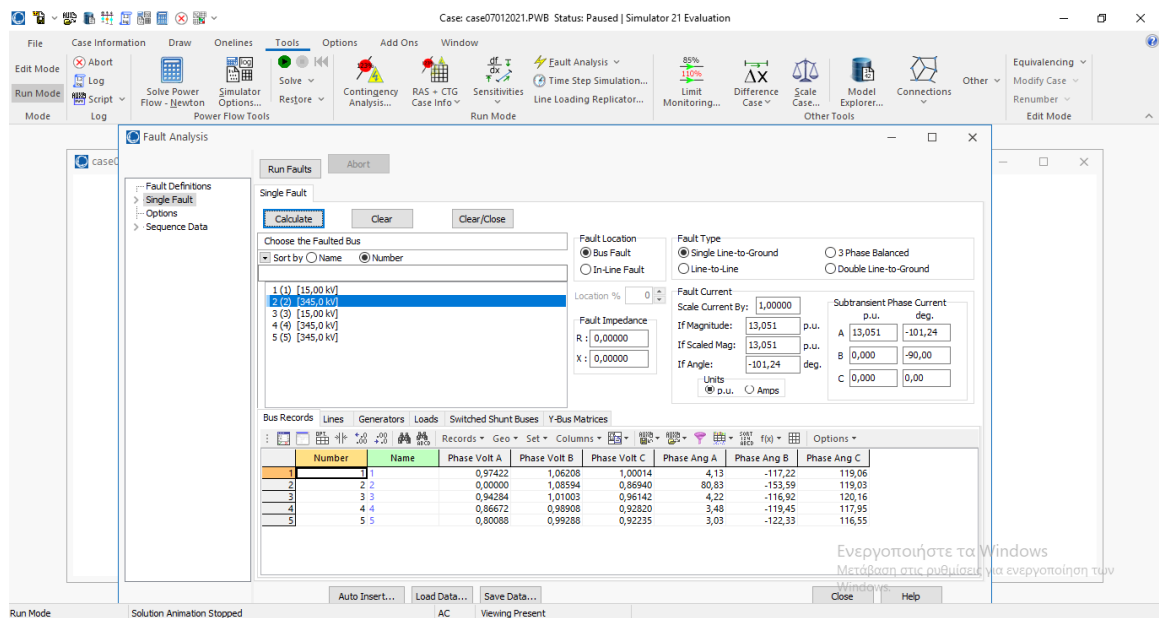 Case: case07012021.PWB Status: Paused | Simulator 21 Evaluation
File Case Information Draw Onelines Tools Options Add Ons Window
Edit Mode
Run Mode
Mode
Abort
Log
Script
Log
Solve Power
Flow - Newton
Simulator
Options...
Solve
Restore
Power Flow Tools
Contingency
Analysis...
RAS + CTG
Case Info
Sensitivities
Fault Analysis
Time Step Simulation...
Line Loading Replicator...
Run Mode
85%
110%
Limit
Monitoring...
Difference
Case
Scale
Case...
Model
Explorer...
Connections
Other
Other Tools
Equivalencing
Modify Case
Renumber
Edit Mode
Fault Analysis
Run Faults Abort
Fault Definitions
Single Fault
Options
Sequence Data
Single Fault
Calculate Clear Clear/Close
Choose the Faulted Bus
Sort by Name Number
1 (1) [15,00 kV]
2 (2) [345,0 kV]
3 (3) [15,00 kV]
4 (4) [345,0 kV]
5 (5) [345,0 kV]
Fault Location
Bus Fault
In-Line Fault
Location % 0
Fault Impedance
R : 0,00000
X : 0,00000
Fault Type
Single Line-to-Ground 3 Phase Balanced
Line-to-Line Double Line-to-Ground
Fault Current
Scale Current By: 1,00000
If Magnitude: 13,051 p.u.
If Scaled Mag: 13,051 p.u.
If Angle: -101,24 deg.
Units
p.u. Amps
Subtransient Phase Current
p.u. deg.
A 13,051 -101,24
B 0,000 -90,00
C 0,000 0,00
Bus Records Lines Generators Loads Switched Shunt Buses Y-Bus Matrices
Records Geo Set Columns f(x) Options
Number Name Phase Volt A Phase Volt B Phase Volt C Phase Ang A Phase Ang B Phase Ang C
1 1 1 0,97422 1,06208 1,00014 4,13 -117,22 119,06
2 2 2 0,00000 1,08594 0,86940 80,83 -153,59 119,03
3 3 3 0,94284 1,01003 0,96142 4,22 -116,92 120,16
4 4 4 0,86672 0,98908 0,92820 3,48 -119,45 117,95
5 5 5 0,80088 0,99288 0,92235 3,03 -122,33 116,55
Ενεργοποιήστε τα Windows
Μετάβαση στις ρυθμίσεις για ενεργοποίηση των
Windows.
Auto Insert... Load Data... Save Data... Close Help
Run Mode Solution Animation Stopped AC Viewing Present